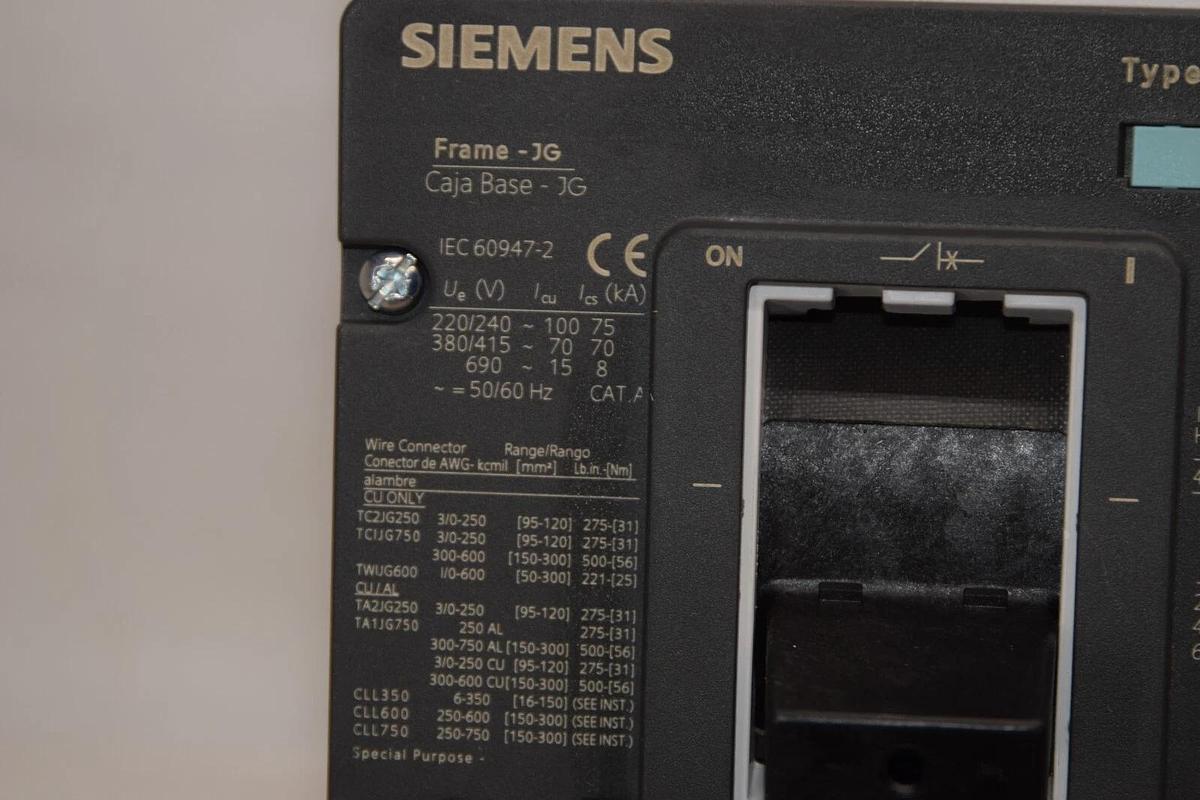 SIEMENS
Type
Frame - JG
Caja Base - JG
IEC 60947-2 CE
Ue (V) Icu Ics (kA)
220/240 ~ 100 75
380/415 ~ 70 70
690 ~ 15 8
~ = 50/60 Hz CAT.A
ON
Wire Connector Range/Rango
Conector de AWG- kcmil [mm²] Lb.in.-[Nm]
alambre
CU ONLY
TC2JG250 3/0-250 [95-120] 275-[31]
TC1JG750 3/0-250 [95-120] 275-[31]
300-600 [150-300] 500-[56]
TW1JG600 1/0-600 [50-300] 221-[25]
CU/AL
TA2JG250 3/0-250 [95-120] 275-[31]
TA1JG750 250 AL 275-[31]
300-750 AL [150-300] 500-[56]
3/0-250 CU [95-120] 275-[31]
300-600 CU[150-300] 500-[56]
CLL350 6-350 [16-150] (SEE INST.)
CLL600 250-600 [150-300] (SEE INST.)
CLL750 250-750 [150-300] (SEE INST.)
Special Purpose -